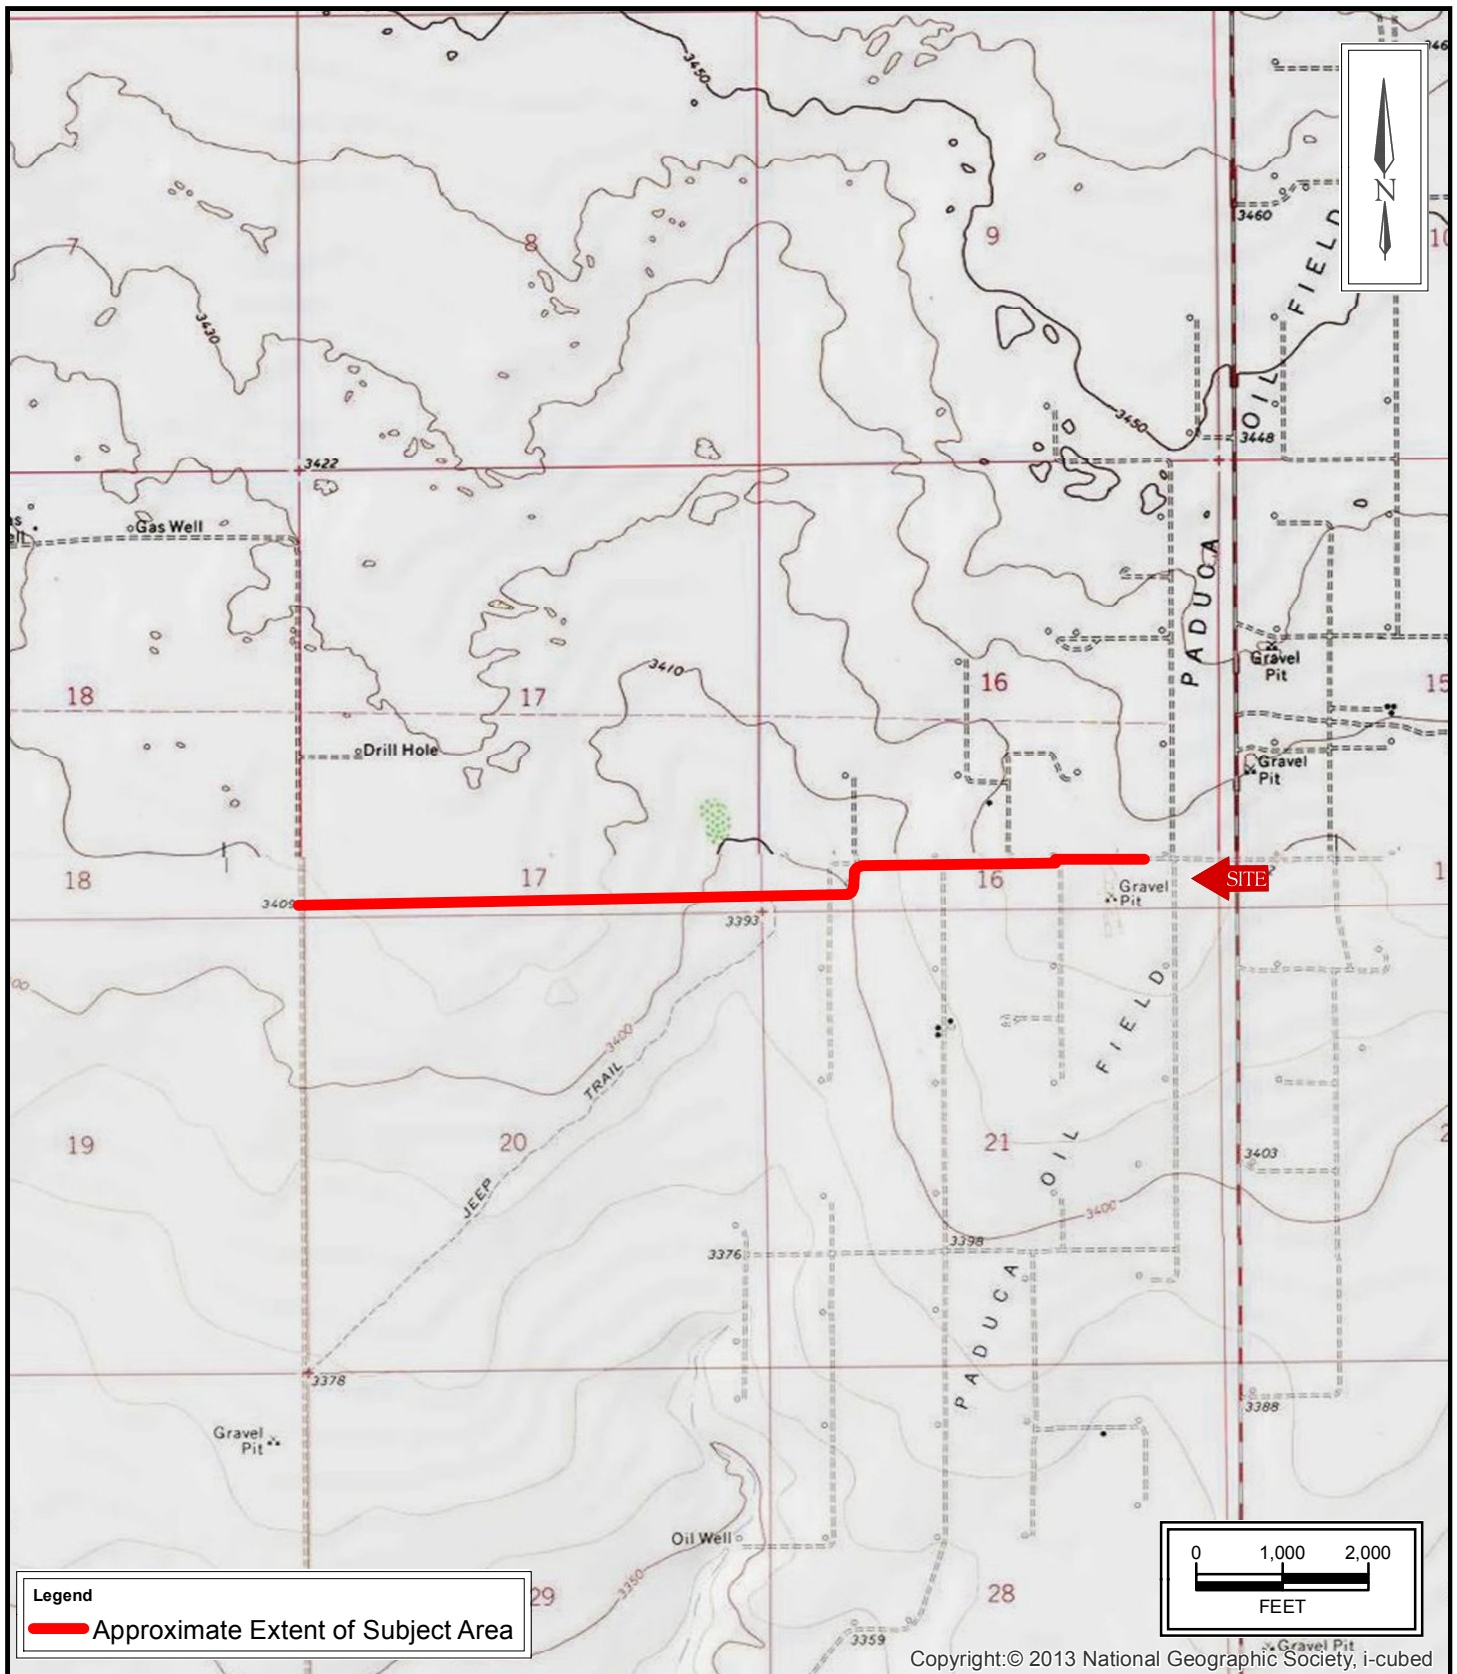 3450
3460
N
FIELD
7
8
9
10
3430
OIL
3450
3448
3422
Gas Well
PADUCA
3410
Gravel
Pit
18
17
16
15
Drill Hole
Gravel
Pit
18
17
16
SITE
Gravel
Pit
3409
3393
FIELD
3400
TRAIL
19
20
21
OIL
3403
JEEP
3400
3376
3398
PADUCA
3378
3388
Gravel
Pit
Oil Well
3350
29
28
3359
Gravel Pit
0 1,000 2,000
FEET
Legend
Approximate Extent of Subject Area
Copyright:© 2013 National Geographic Society, i-cubed